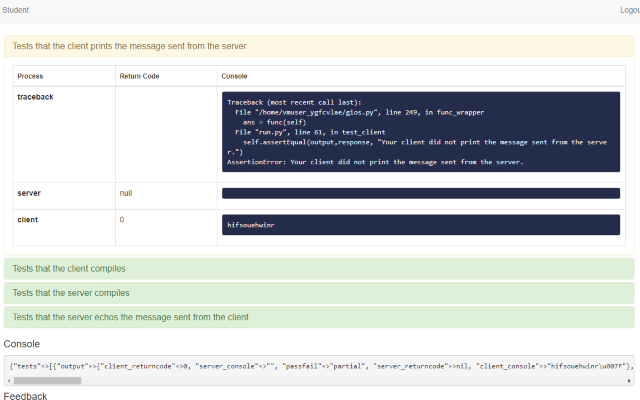 Student
Logou
Tests that the client prints the message sent from the server
Process Return Code Console
traceback
Traceback (most recent call last):
File "/home/vmuser_ygfcvlae/gios.py", line 249, in func_wrapper
ans = func(self)
File "run.py", line 61, in test_client
self.assertEqual(output,response, "Your client did not print the message sent from the serve
r.")
AssertionError: Your client did not print the message sent from the server.
server null
client 0 hifsouehwinr
Tests that the client compiles
Tests that the server compiles
Tests that the server echos the message sent from the client
Console
{"tests"=>[{"output"=>{"client_returncode"=>0, "server_console"=>"", "passfail"=>"partial", "server_returncode"=>nil, "client_console"=>"hifsouehwinr\u007f"},
Feedback